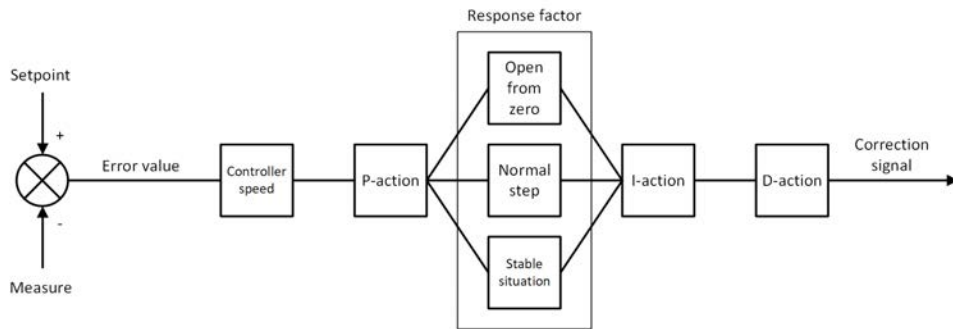 Response factor
Setpoint
+
Error value
-
Measure
Controller
speed
P-action
Open
from
zero
Normal
step
Stable
situation
I-action
D-action
Correction
signal